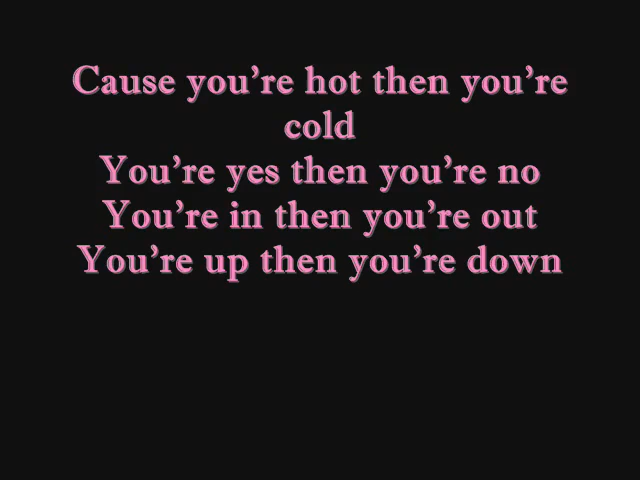 Cause you're hot then you're
cold
You're yes then you're no
You're in then you're out
You're up then you're down